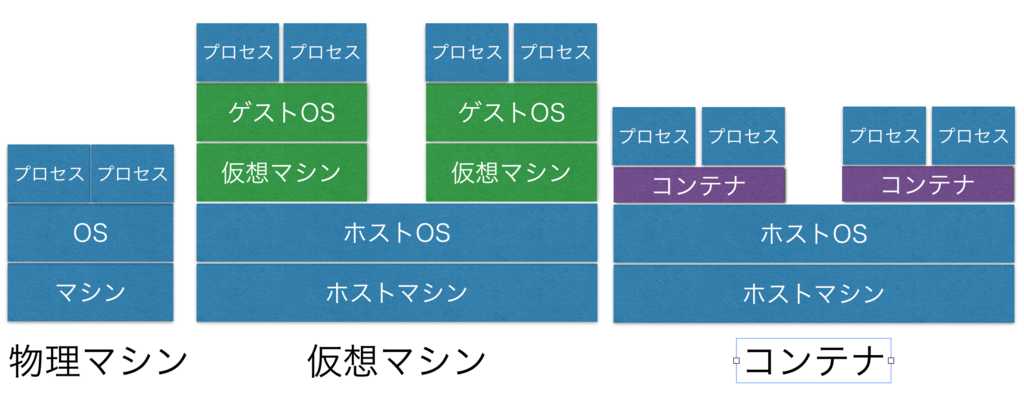 プロセス プロセス
OS
マシン
物理マシン
プロセス プロセス プロセス プロセス
ゲストOS ゲストOS
仮想マシン 仮想マシン
ホストOS
ホストマシン
仮想マシン
プロセス プロセス プロセス プロセス
コンテナ コンテナ
ホストOS
ホストマシン
コンテナ